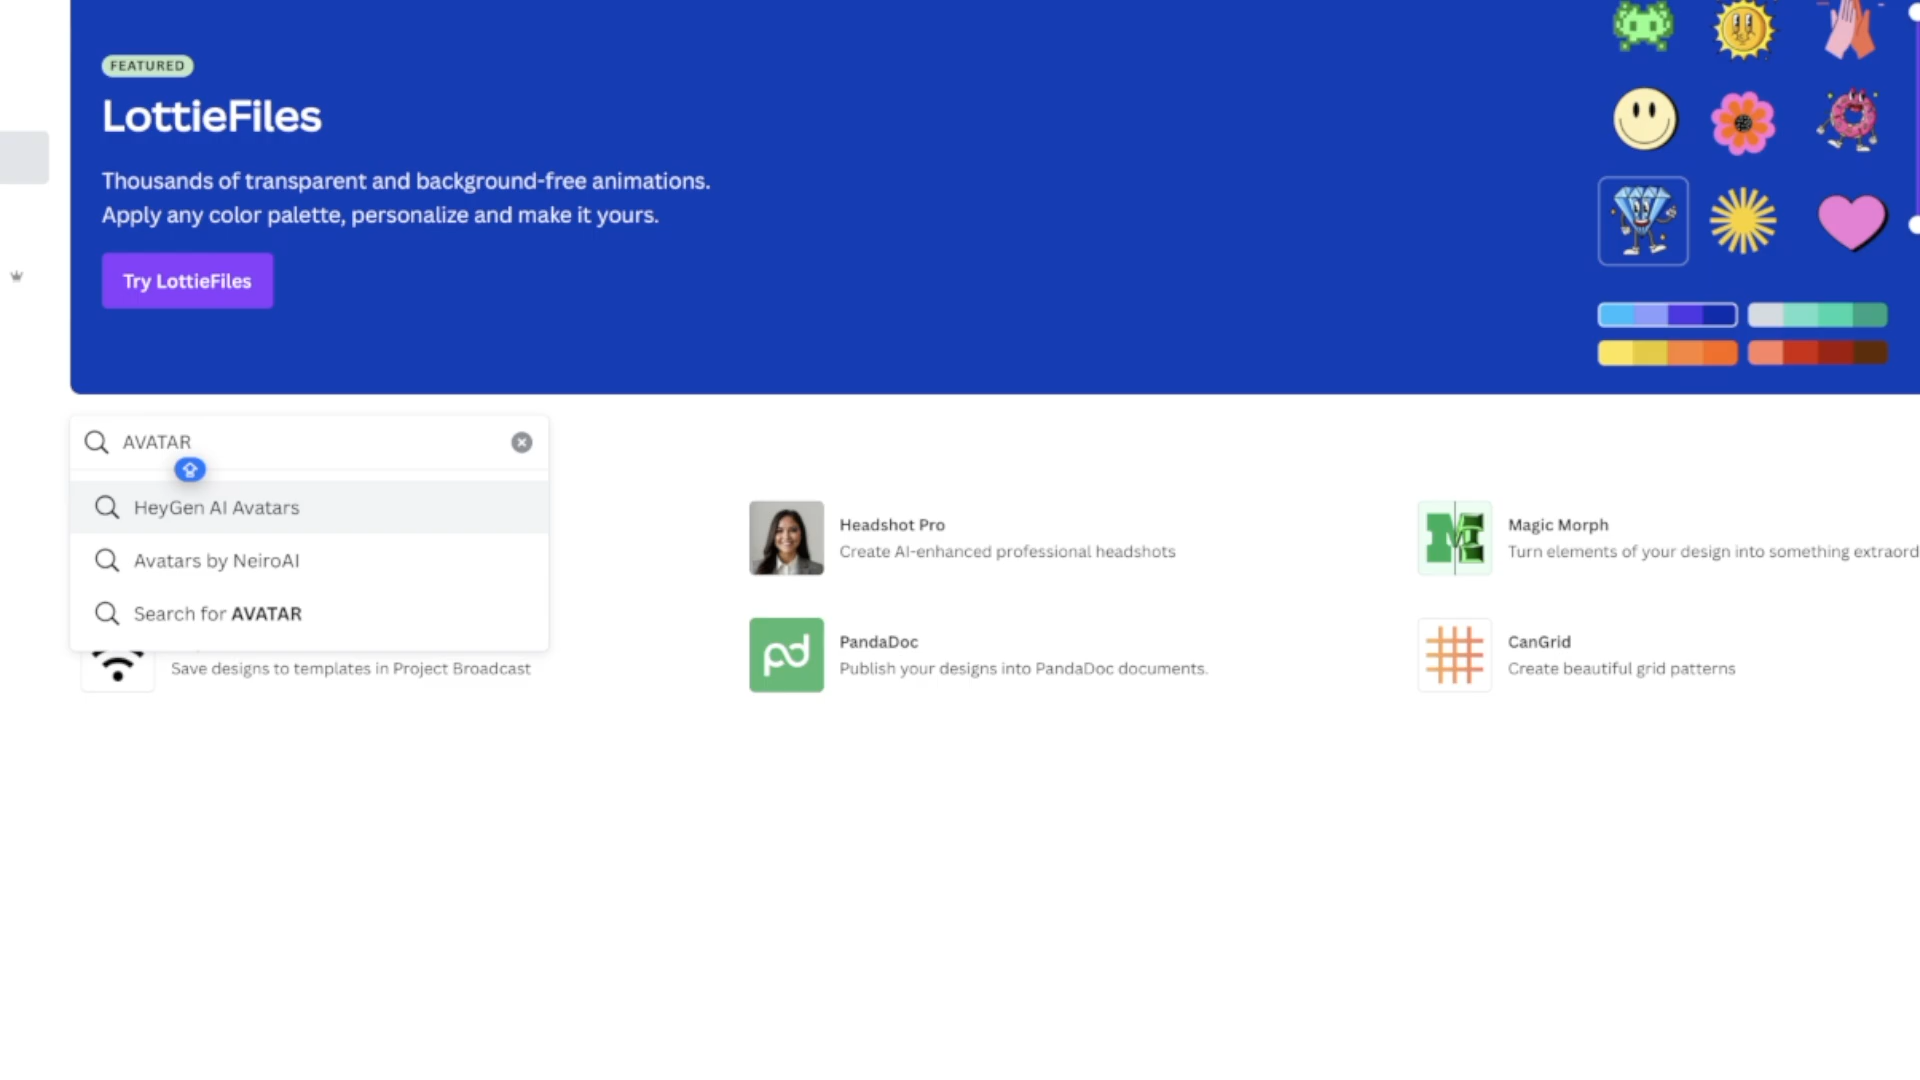 FEATURED
LottieFiles
Thousands of transparent and background-free animations.
Apply any color palette, personalize and make it yours.
Try LottieFiles
AVATAR
HeyGen AI Avatars
Avatars by NeiroAI
Search for AVATAR
Save designs to templates in Project Broadcast
Headshot Pro
Create AI-enhanced professional headshots
pd
PandaDoc
Publish your designs into PandaDoc documents.
M
Magic Morph
Turn elements of your design into something extraord
CanGrid
Create beautiful grid patterns